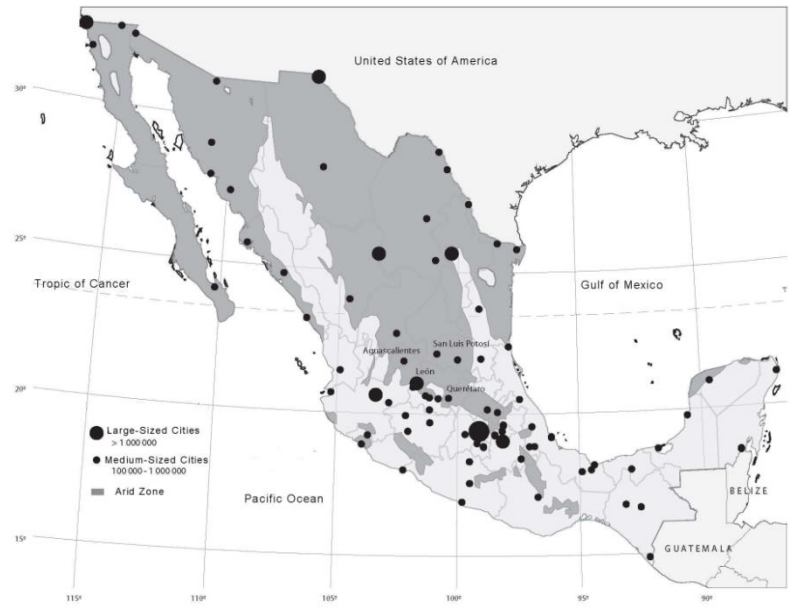 United States of America
30°
25°
Tropic of Cancer
Gulf of Mexico
San Luis Potosí
Aguascalientes
León
20°
Querétaro
Large-Sized Cities
> 1 000 000
Medium-Sized Cities
100 000 - 1 000 000
Arid Zone
Pacific Ocean
BELIZE
15°
GUATEMALA
115°
110°
105°
100°
95°
90°